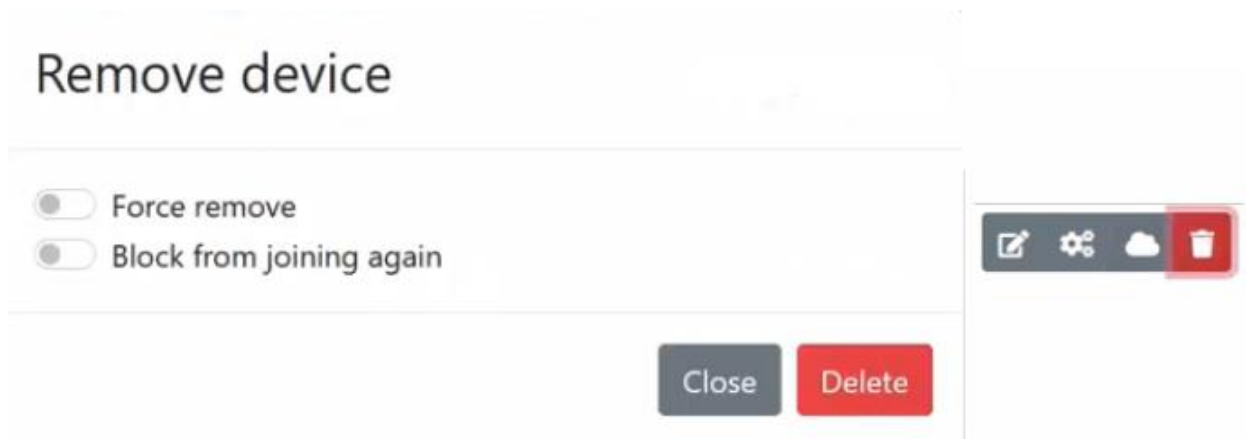 Remove device
Force remove
Block from joining again
Close
Delete